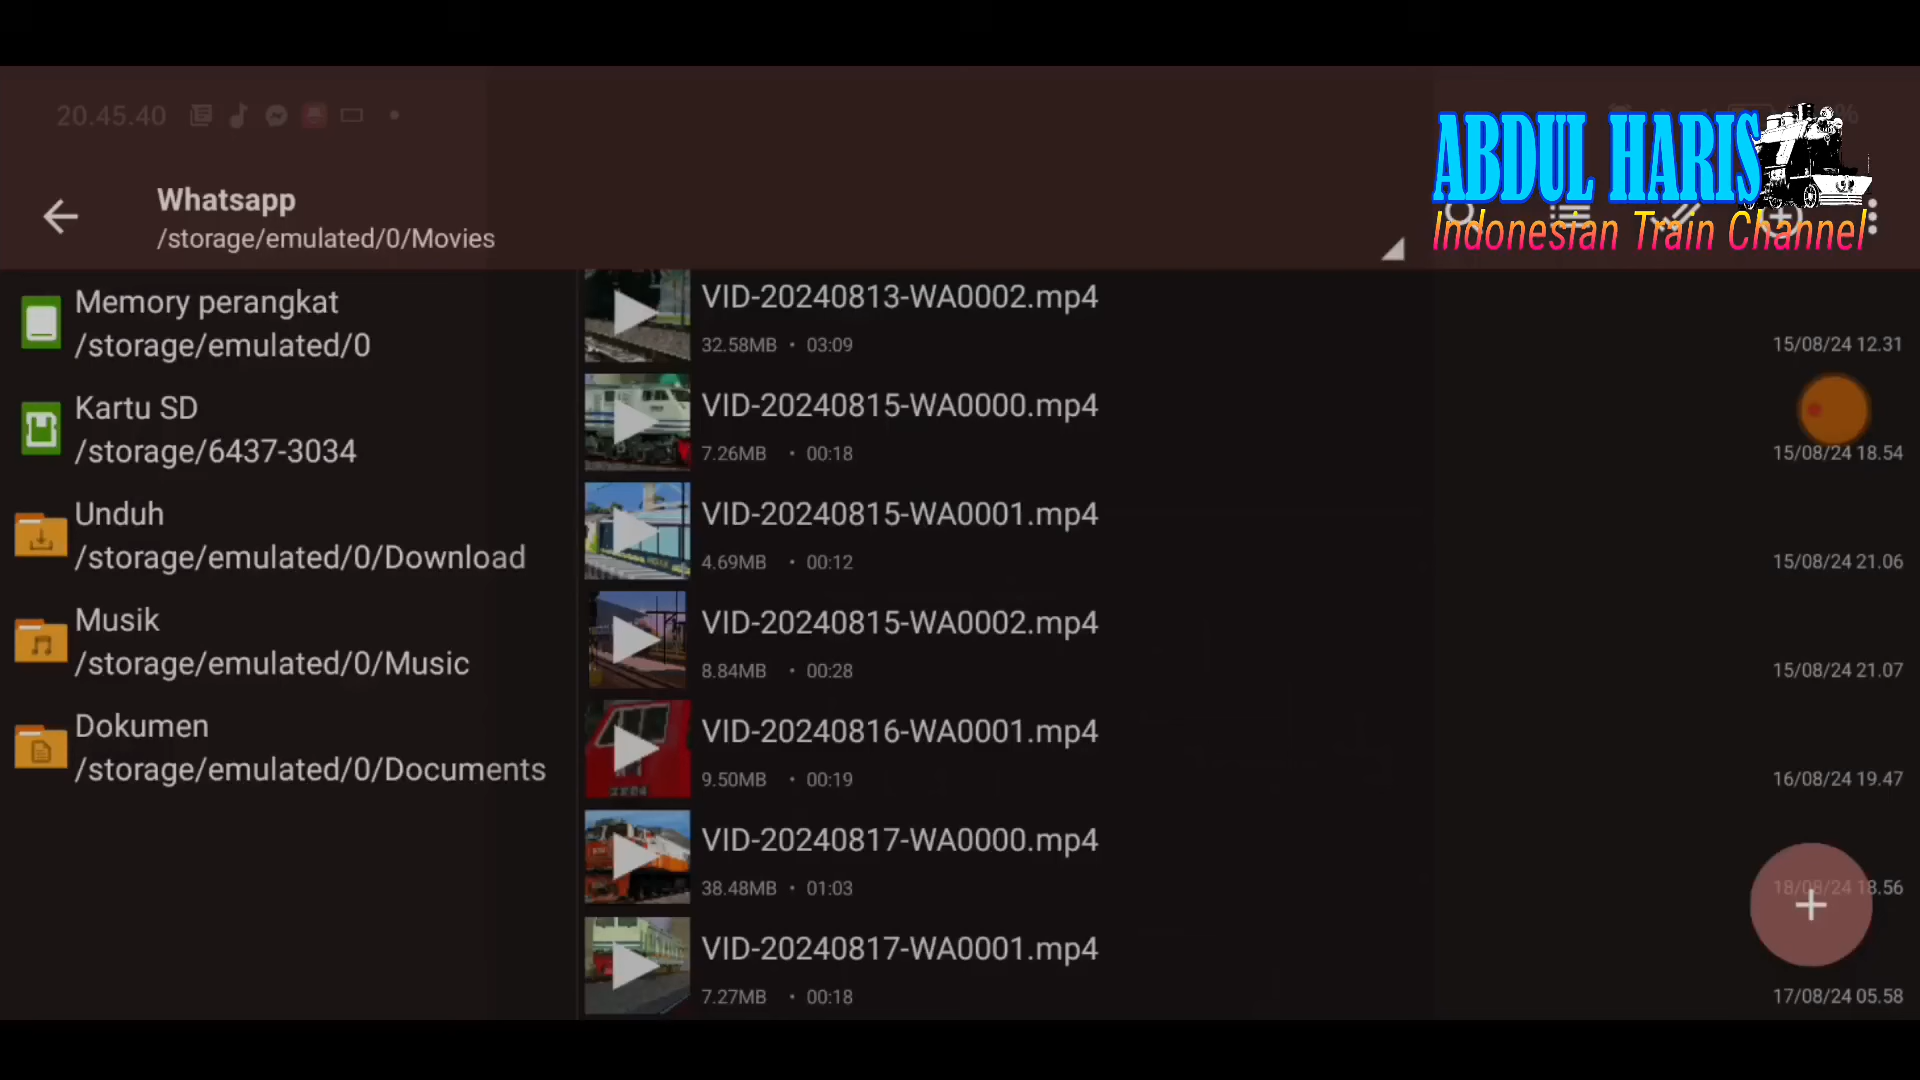 20.45.40
ABDUL HARIS
Indonesian Train Channel
Whatsapp
/storage/emulated/0/Movies
Memory perangkat
/storage/emulated/0
Kartu SD
/storage/6437-3034
Unduh
/storage/emulated/0/Download
Musik
/storage/emulated/0/Music
Dokumen
/storage/emulated/0/Documents
VID-20240813-WA0002.mp4
32.58MB • 03:09
15/08/24 12.31
VID-20240815-WA0000.mp4
7.26MB • 00:18
15/08/24 18.54
VID-20240815-WA0001.mp4
4.69MB • 00:12
15/08/24 21.06
VID-20240815-WA0002.mp4
8.84MB • 00:28
15/08/24 21.07
VID-20240816-WA0001.mp4
9.50MB • 00:19
16/08/24 19.47
VID-20240817-WA0000.mp4
38.48MB • 01:03
VID-20240817-WA0001.mp4
7.27MB • 00:18
17/08/24 05.58